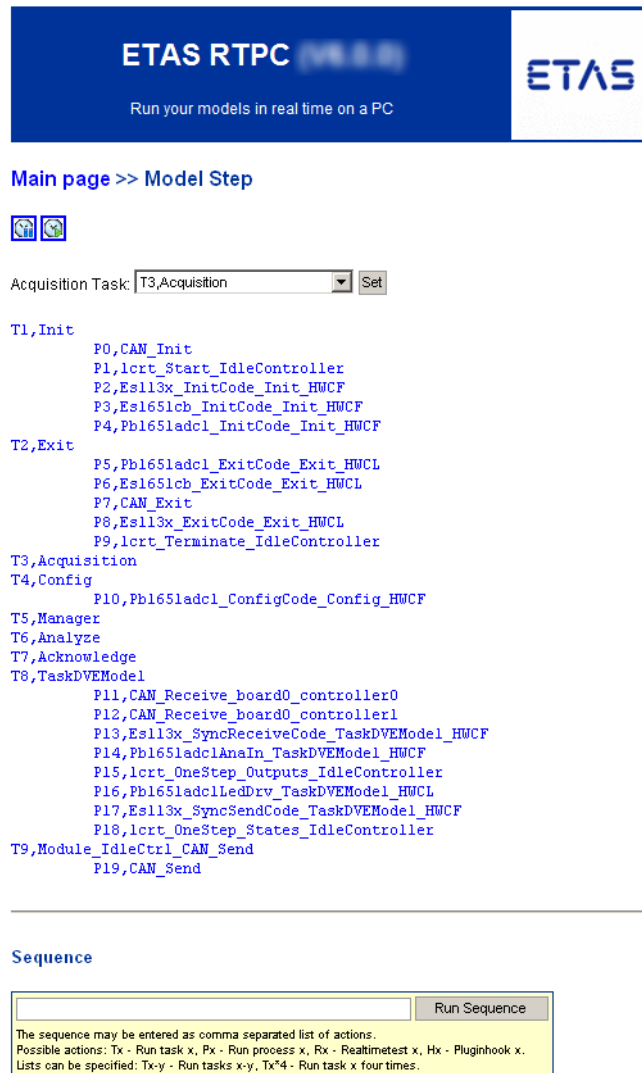 ETAS RTPC
ETAS
Run your models in real time on a PC
Main page >> Model Step
Acquisition Task: T3,Acquisition Set
T1,Init
P0,CAN_Init
P1,lcrt_Start_IdleController
P2,Es113x_InitCode_Init_HWCF
P3,Es1651cb_InitCode_Init_HWCF
P4,Pb1651adc1_InitCode_Init_HWCF
T2,Exit
P5,Pb1651adc1_ExitCode_Exit_HWCL
P6,Es1651cb_ExitCode_Exit_HWCL
P7,CAN_Exit
P8,Es113x_ExitCode_Exit_HWCL
P9,lcrt_Terminate_IdleController
T3,Acquisition
T4,Config
P10,Pb1651adc1_ConfigCode_Config_HWCF
T5,Manager
T6,Analyze
T7,Acknowledge
T8,TaskDVEModel
P11,CAN_Receive_board0_controller0
P12,CAN_Receive_board0_controller1
P13,Es113x_SyncReceiveCode_TaskDVEModel_HWCF
P14,Pb1651adc1AnaIn_TaskDVEModel_HWCF
P15,lcrt_OneStep_Outputs_IdleController
P16,Pb1651adc1LedDrv_TaskDVEModel_HWCL
P17,Es113x_SyncSendCode_TaskDVEModel_HWCF
P18,lcrt_OneStep_States_IdleController
T9,Module_IdleCtrl_CAN_Send
P19,CAN_Send
Sequence
Run Sequence
The sequence may be entered as comma separated list of actions.
Possible actions: Tx - Run task x, Px - Run process x, Rx - Realtimetest x, Hx - Pluginhook x.
Lists can be specified: Tx-y - Run tasks x-y, Tx*4 - Run task x four times.